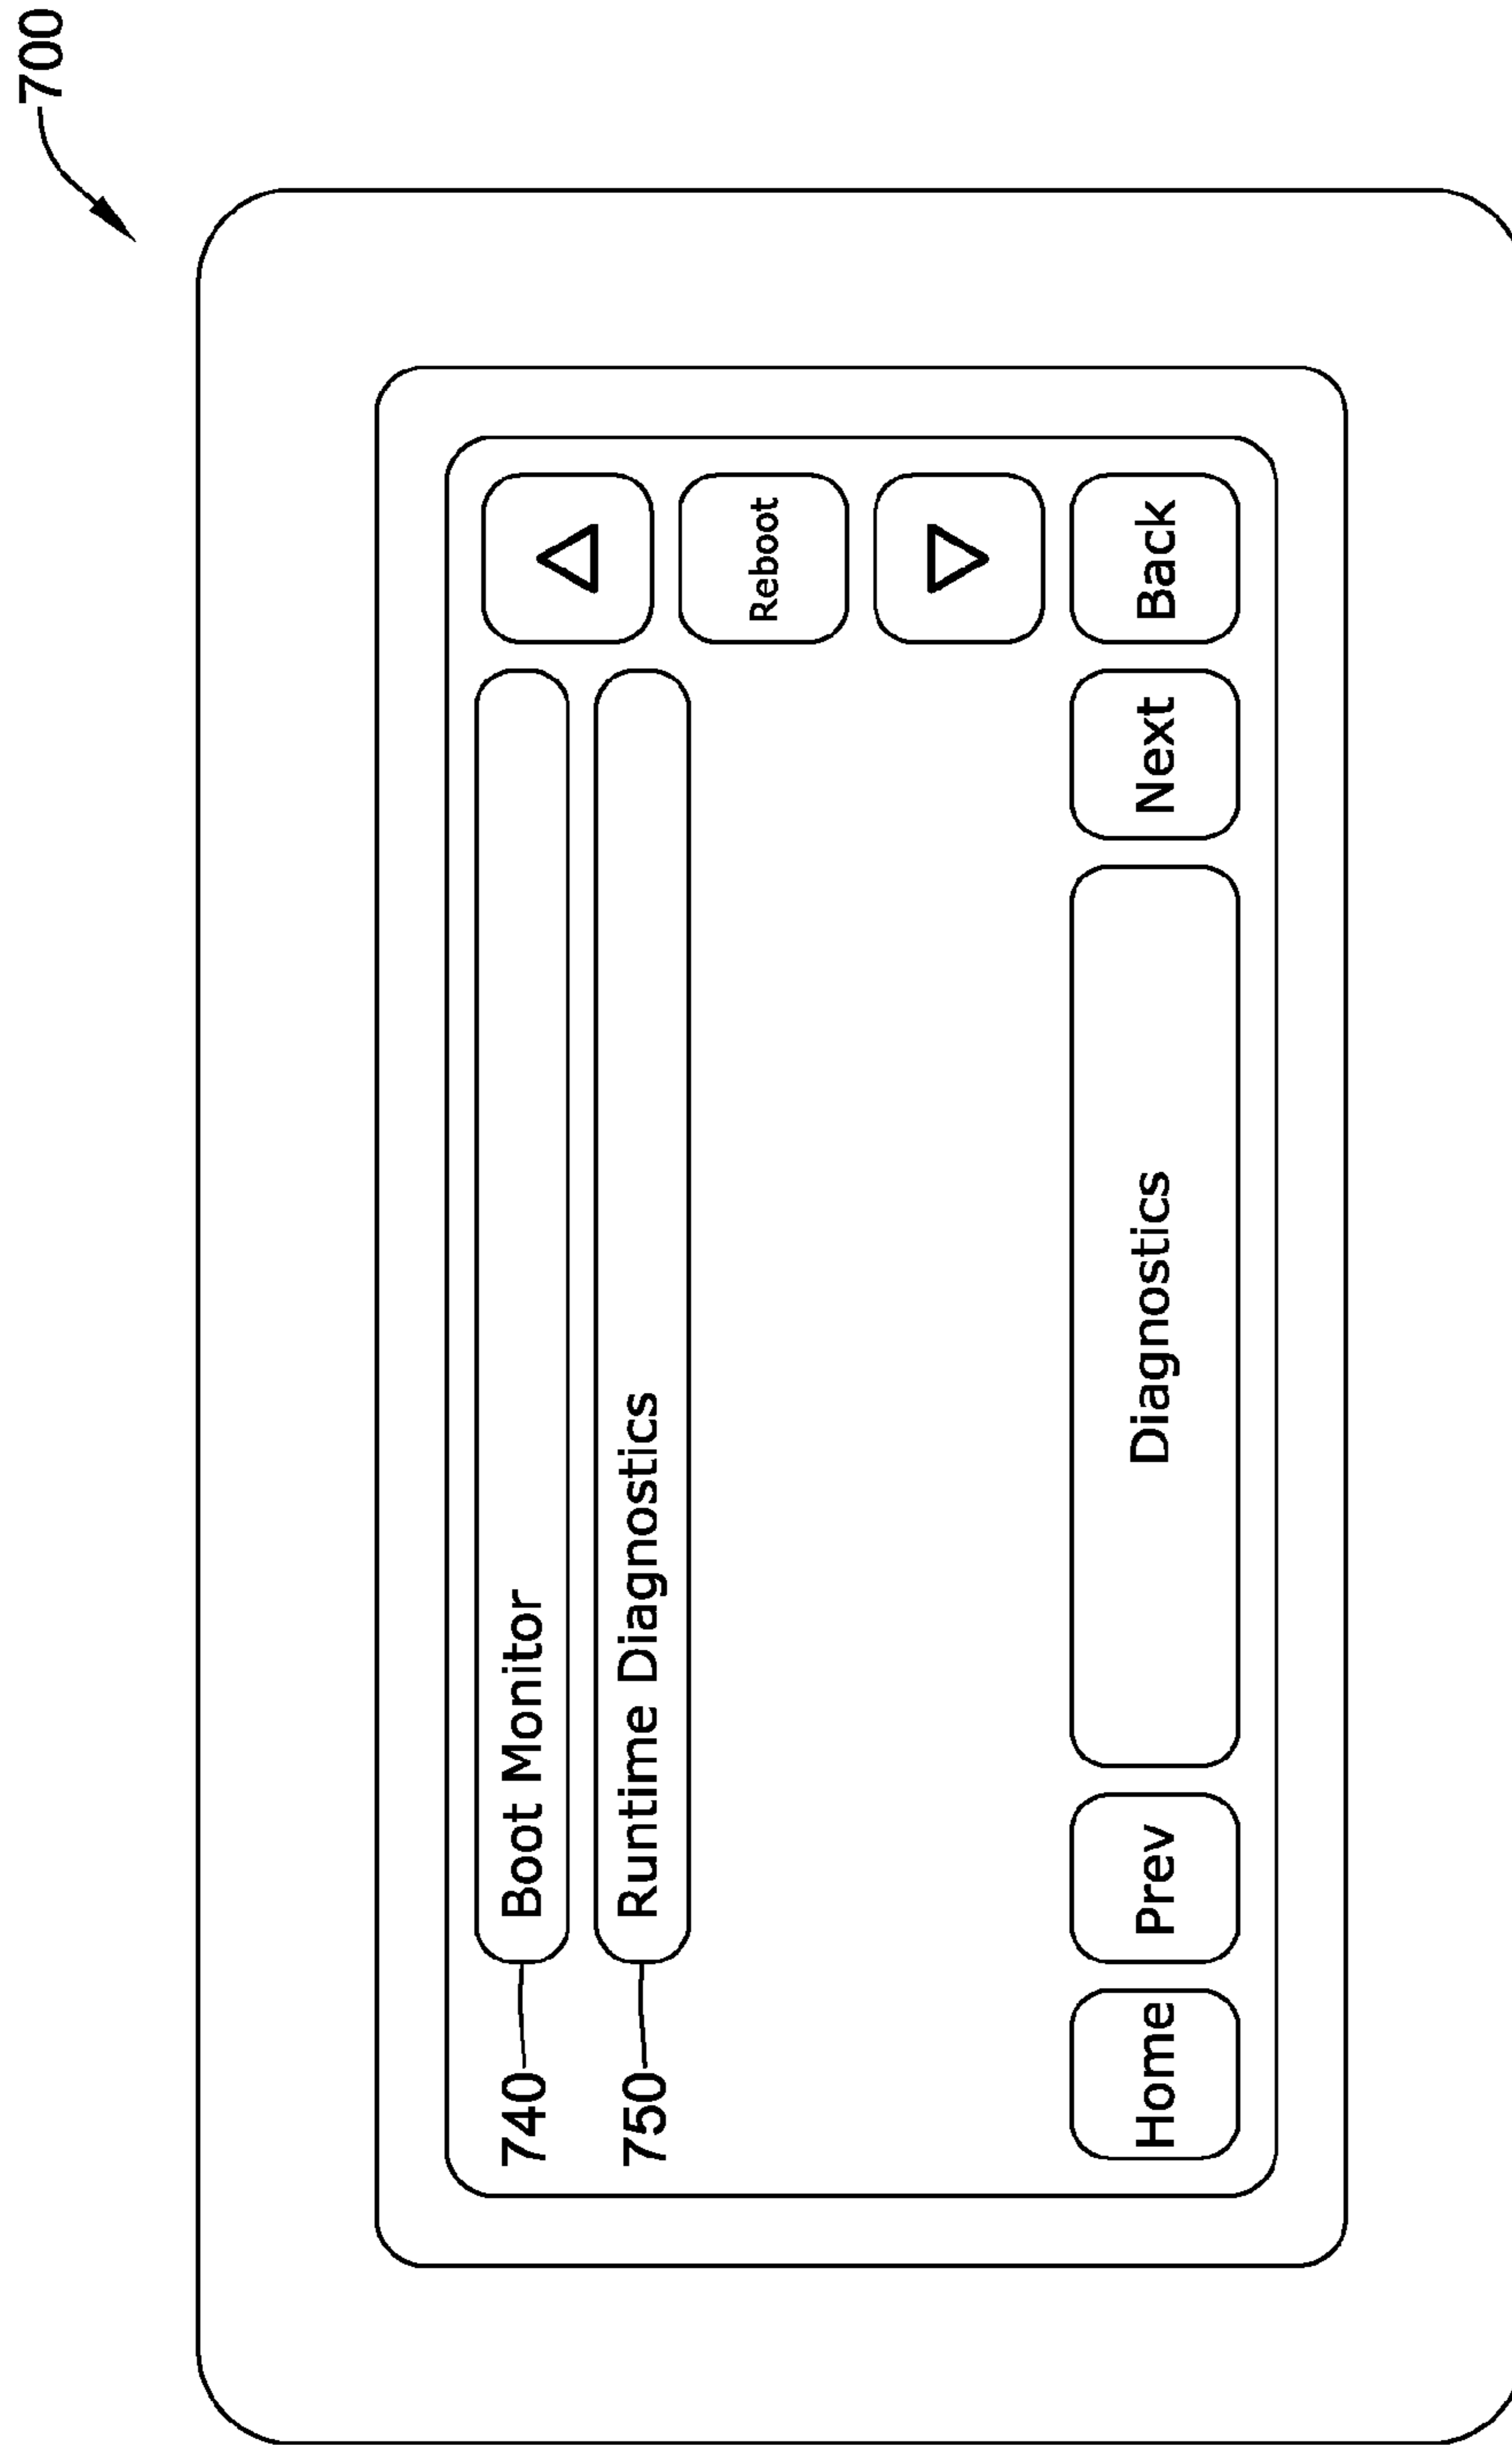 700
740 Boot Monitor
750 Runtime Diagnostics
Reboot
Home Prev Diagnostics Next Back